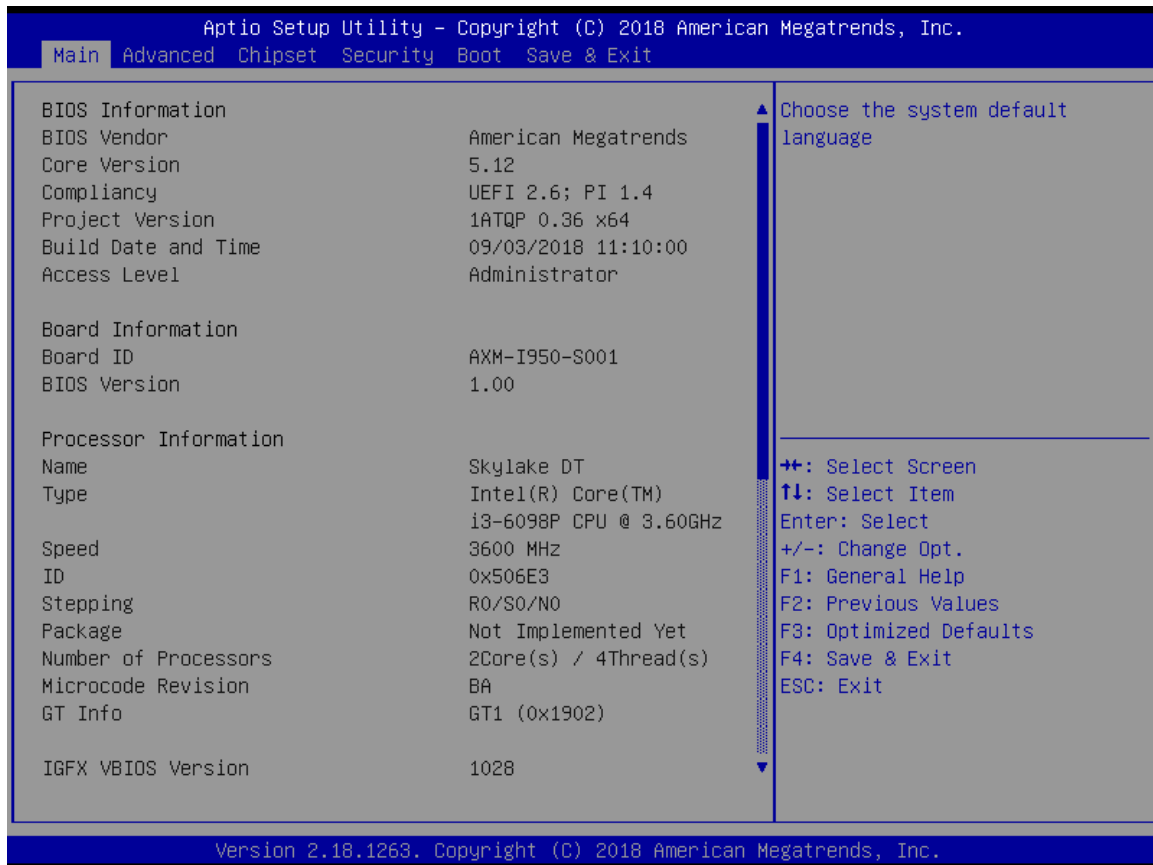 Aptio Setup Utility – Copyright (C) 2018 American Megatrends, Inc.
Main Advanced Chipset Security Boot Save & Exit
BIOS Information
BIOS Vendor American Megatrends
Core Version 5.12
Compliancy UEFI 2.6; PI 1.4
Project Version 1ATQP 0.36 x64
Build Date and Time 09/03/2018 11:10:00
Access Level Administrator
Board Information
Board ID AXM-I950-S001
BIOS Version 1.00
Processor Information
Name Skylake DT
Type Intel(R) Core(TM)
i3-6098P CPU @ 3.60GHz
Speed 3600 MHz
ID 0x506E3
Stepping R0/S0/N0
Package Not Implemented Yet
Number of Processors 2Core(s) / 4Thread(s)
Microcode Revision BA
GT Info GT1 (0x1902)
IGFX VBIOS Version 1028
Choose the system default
language
→←: Select Screen
↑↓: Select Item
Enter: Select
+/-: Change Opt.
F1: General Help
F2: Previous Values
F3: Optimized Defaults
F4: Save & Exit
ESC: Exit
Version 2.18.1263. Copyright (C) 2018 American Megatrends, Inc.